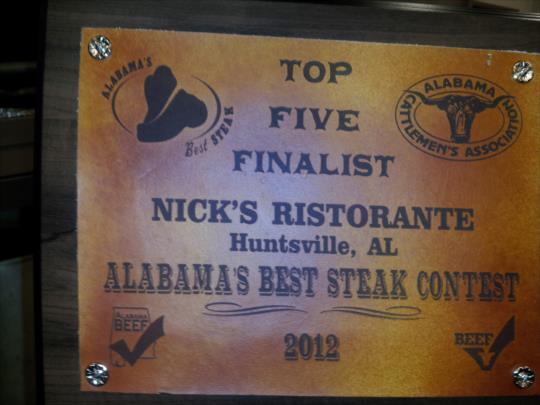 ALABAMA'S
Best STEAK
TOP
FIVE
FINALIST
ALABAMA
CATTLEMEN'S ASSOCIATION
NICK'S RISTORANTE
Huntsville, AL
ALABAMA'S BEST STEAK CONTEST
ALABAMA
BEEF
2012
BEEF